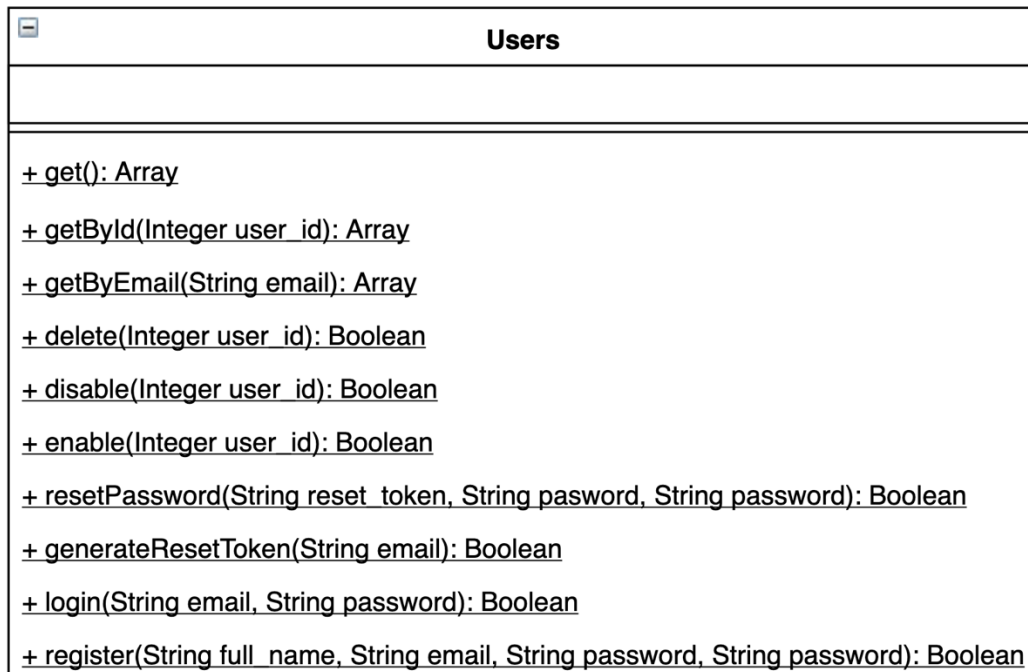 Users
+ get(): Array
+ getById(Integer user_id): Array
+ getByEmail(String email): Array
+ delete(Integer user_id): Boolean
+ disable(Integer user_id): Boolean
+ enable(Integer user_id): Boolean
+ resetPassword(String reset_token, String pasword, String password): Boolean
+ generateResetToken(String email): Boolean
+ login(String email, String password): Boolean
+ register(String full_name, String email, String password, String password): Boolean